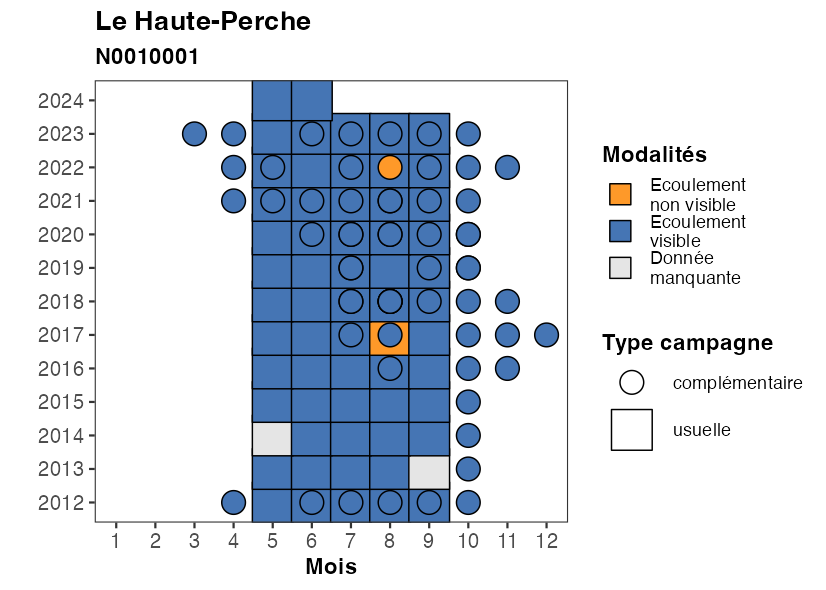 Le Haute-Perche
N0010001
2024
2023
2022
2021
2020
2019
2018
2017
2016
2015
2014
2013
2012
1 2 3 4 5 6 7 8 9 10 11 12
Mois
Modalités
Ecoulement
non visible
Ecoulement
visible
Donnée
manquante
Type campagne
complémentaire
usuelle